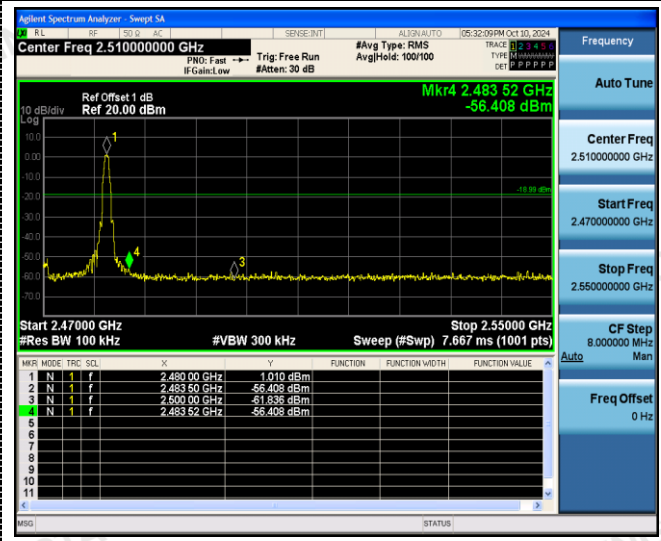 Agilent Spectrum Analyzer - Swept SA
RL RF 50 Ω AC SENSE:INT ALIGNAUTO 05:32:09PM Oct 10, 2024
Center Freq 2.510000000 GHz
PNO: Fast
IFGain:Low
Trig: Free Run
#Atten: 30 dB
#Avg Type: RMS
Avg|Hold: 100/100
TRACE 1 2 3 4 5 6
TYPE M
DET P P P P P P
Ref Offset 1 dB
10 dB/div Ref 20.00 dBm
Log
Mkr4 2.483 52 GHz
-56.408 dBm
10.0
0.00
-10.0
-20.0
-30.0
-40.0
-50.0
-60.0
-70.0
1
4
3
-18.99 dBm
Start 2.47000 GHz Stop 2.55000 GHz
#Res BW 100 kHz #VBW 300 kHz Sweep (#Swp) 7.667 ms (1001 pts)
MKR MODE TRC SCL X Y FUNCTION FUNCTION WIDTH FUNCTION VALUE
1 N 1 f 2.480 00 GHz 1.010 dBm
2 N 1 f 2.483 50 GHz -56.408 dBm
3 N 1 f 2.500 00 GHz -61.836 dBm
4 N 1 f 2.483 52 GHz -56.408 dBm
5
6
7
8
9
10
11
MSG STATUS
Frequency
Auto Tune
Center Freq
2.510000000 GHz
Start Freq
2.470000000 GHz
Stop Freq
2.550000000 GHz
CF Step
8.000000 MHz
Auto Man
Freq Offset
0 Hz